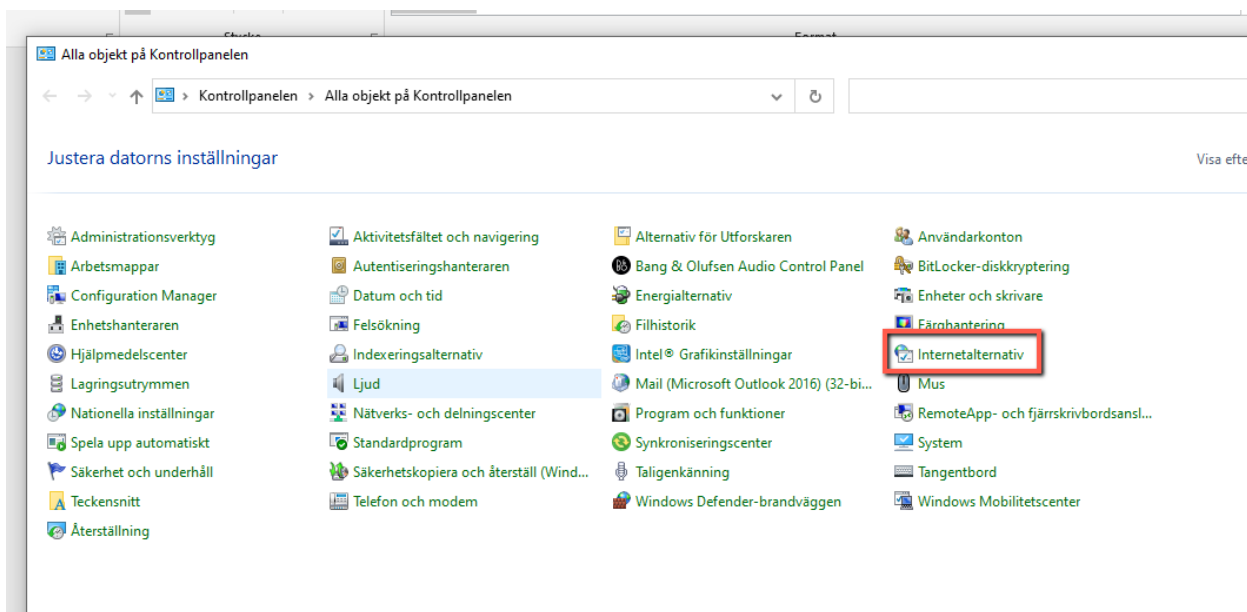 Stycke
Format
Alla objekt på Kontrollpanelen
Kontrollpanelen > Alla objekt på Kontrollpanelen
Justera datorns inställningar
Visa efte
Administrationsverktyg
Aktivitetsfältet och navigering
Alternativ för Utforskaren
Användarkonton
Arbetsmappar
Autentiseringshanteraren
Bang & Olufsen Audio Control Panel
BitLocker-diskkryptering
Configuration Manager
Datum och tid
Energialternativ
Enheter och skrivare
Enhetshanteraren
Felsökning
Filhistorik
Färghantering
Hjälpmedelscenter
Indexeringsalternativ
Intel® Grafikinställningar
Internetalternativ
Lagringsutrymmen
Ljud
Mail (Microsoft Outlook 2016) (32-bi...
Mus
Nationella inställningar
Nätverks- och delningscenter
Program och funktioner
RemoteApp- och fjärrskrivbordsansl...
Spela upp automatiskt
Standardprogram
Synkroniseringscenter
System
Säkerhet och underhåll
Säkerhetskopiera och återställ (Wind...
Taligenkänning
Tangentbord
Teckensnitt
Telefon och modem
Windows Defender-brandväggen
Windows Mobilitetscenter
Återställning